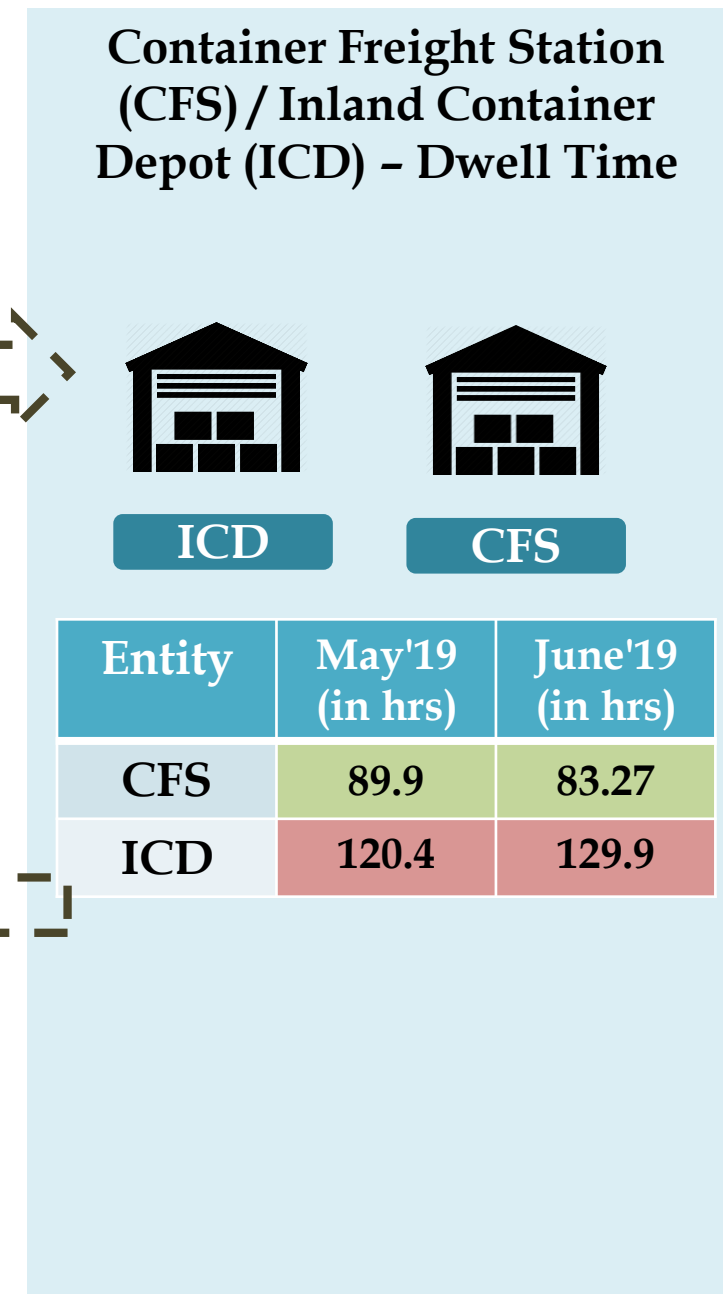 Container Freight Station
(CFS) / Inland Container
Depot (ICD) – Dwell Time
ICD CFS
Entity May'19 June'19
(in hrs) (in hrs)
CFS 89.9 83.27
ICD 120.4 129.9